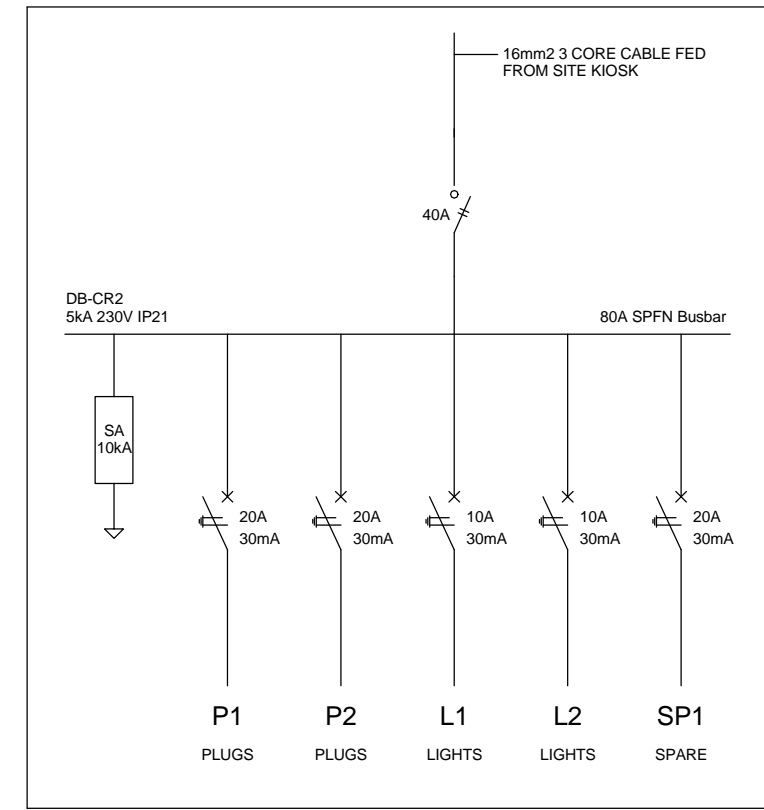 16mm2 3 CORE CABLE FED
FROM SITE KIOSK
40A
DB-CR2
5kA 230V IP21
80A SPFN Busbar
SA
10kA
20A
30mA
20A
30mA
10A
30mA
10A
30mA
20A
30mA
P1
P2
L1
L2
SP1
PLUGS
PLUGS
LIGHTS
LIGHTS
SPARE